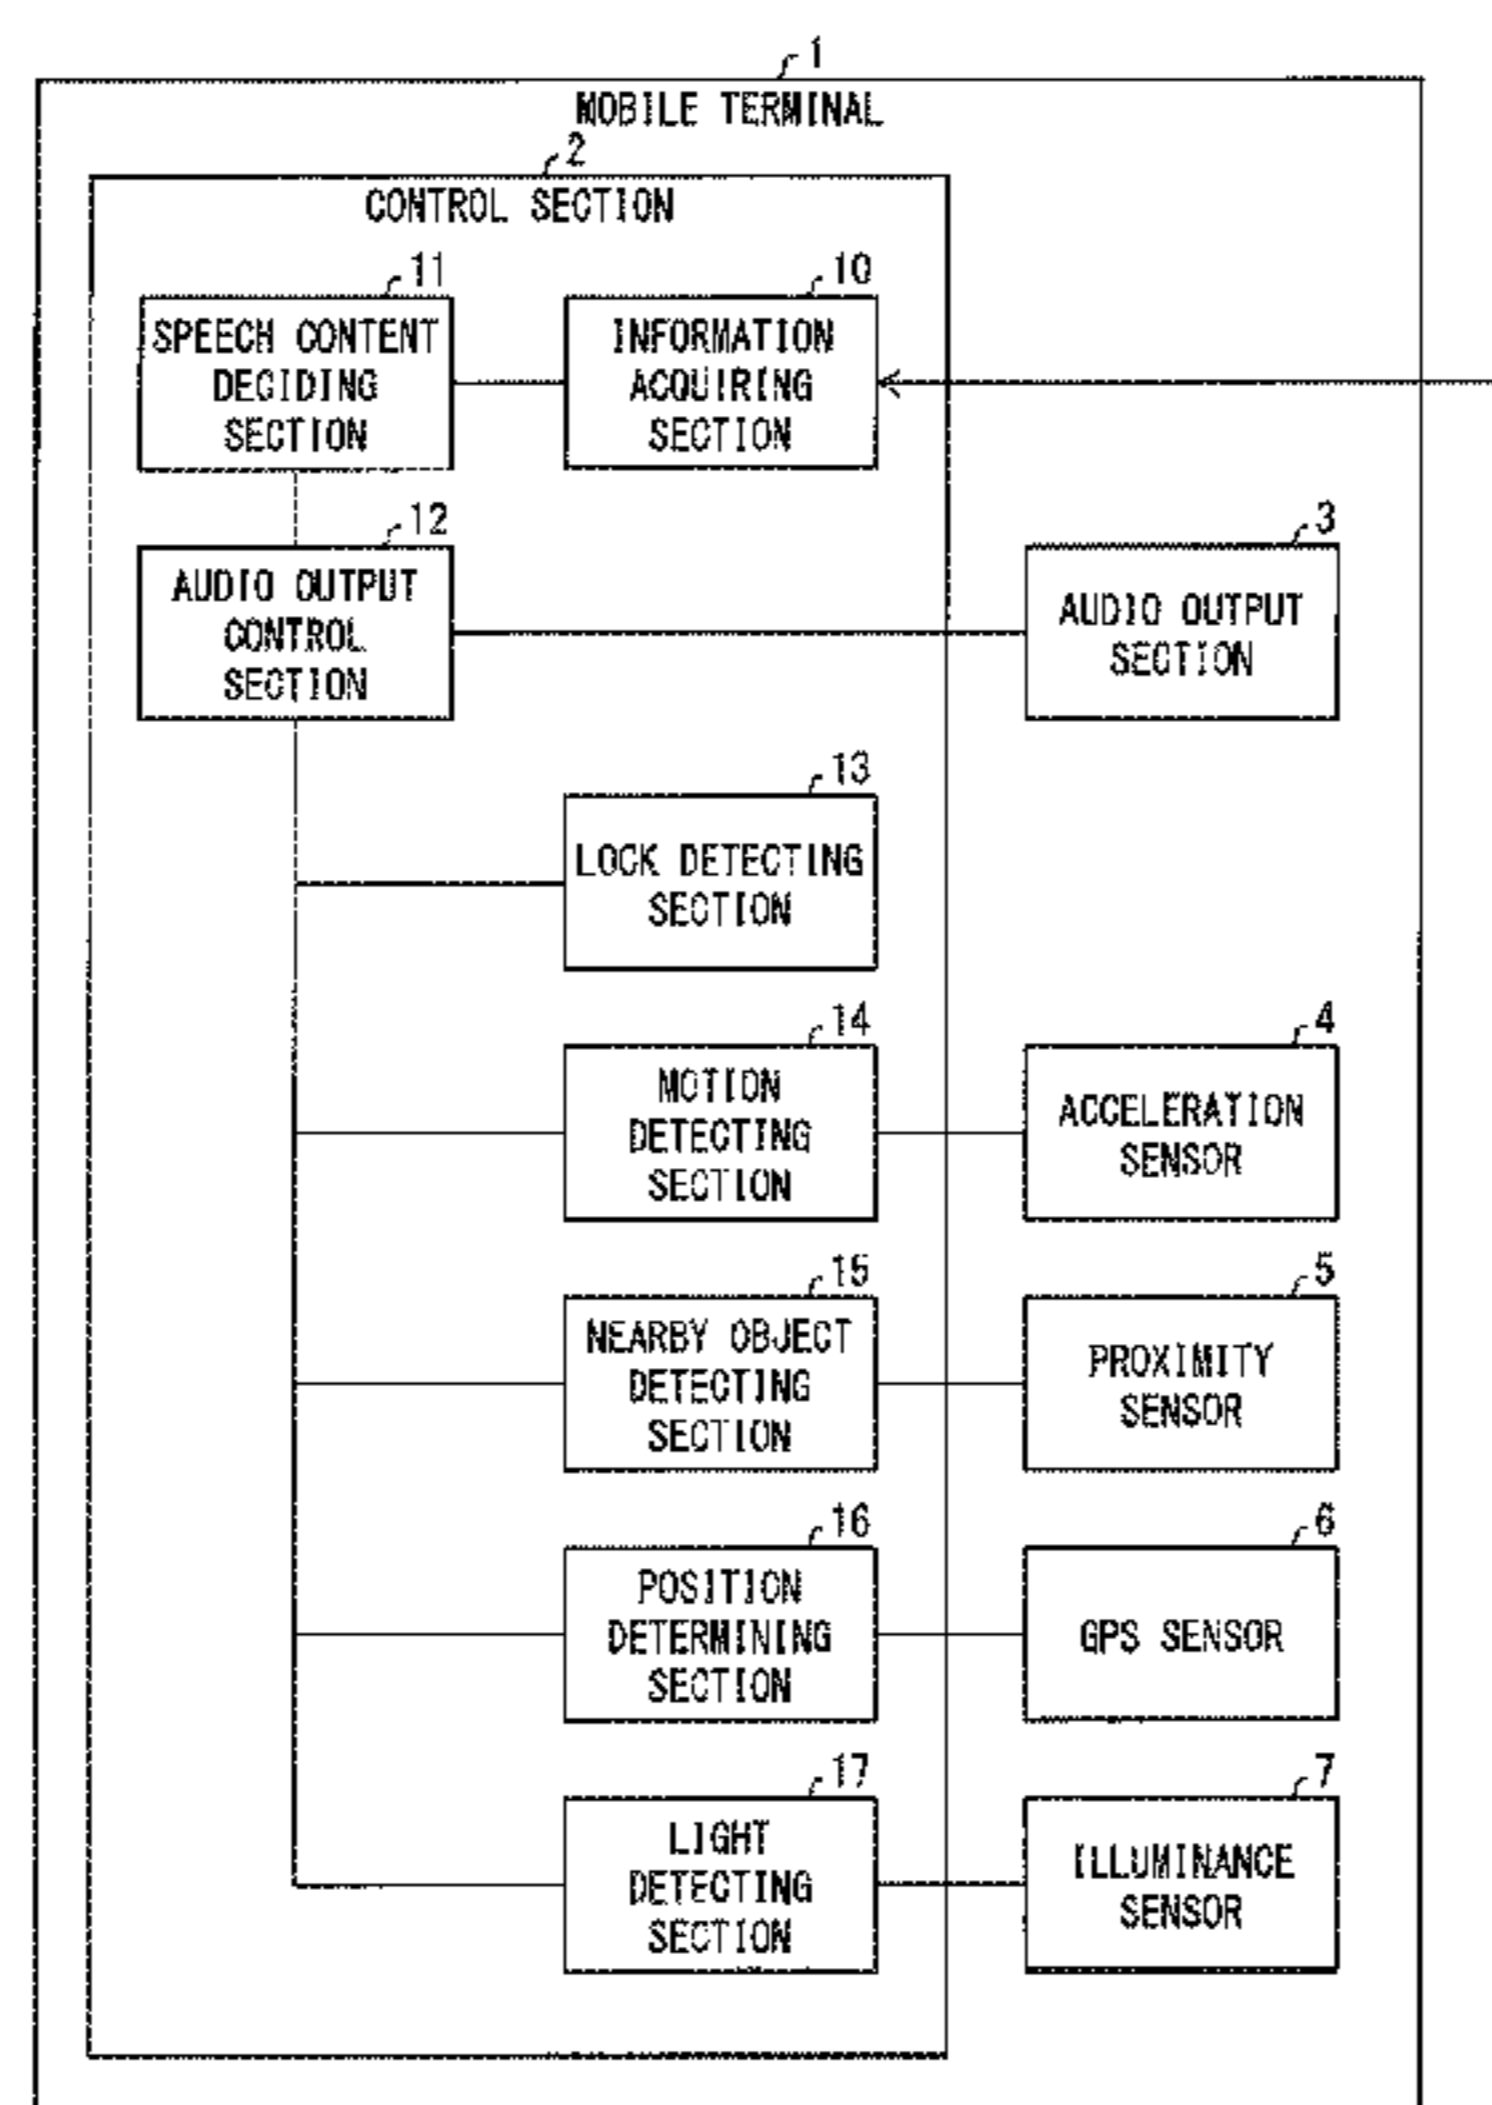 1
MOBILE TERMINAL
2
CONTROL SECTION
11
SPEECH CONTENT
DECIDING
SECTION
10
INFORMATION
ACQUIRING
SECTION
12
AUDIO OUTPUT
CONTROL
SECTION
3
AUDIO OUTPUT
SECTION
13
LOCK DETECTING
SECTION
14
MOTION
DETECTING
SECTION
4
ACCELERATION
SENSOR
15
NEARBY OBJECT
DETECTING
SECTION
5
PROXIMITY
SENSOR
16
POSITION
DETERMINING
SECTION
6
GPS SENSOR
17
LIGHT
DETECTING
SECTION
7
ILLUMINANCE
SENSOR